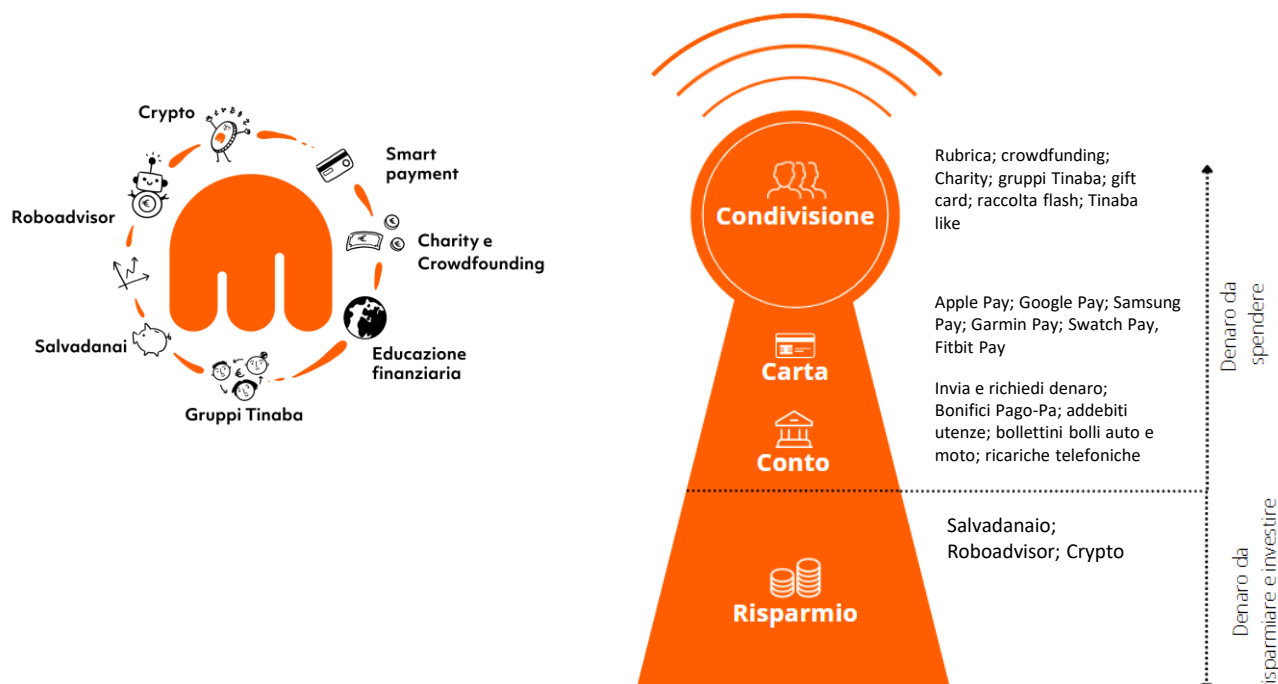 Crypto
Smart
payment
Roboadvisor
Charity e
Crowdfounding
Salvadanai
Educazione
finanziaria
Gruppi Tinaba
Condivisione
Rubrica; crowdfunding;
Charity; gruppi Tinaba; gift
card; raccolta flash; Tinaba
like
Carta
Apple Pay; Google Pay; Samsung
Pay; Garmin Pay; Swatch Pay,
Fitbit Pay
Conto
Invia e richiedi denaro;
Bonifici Pago-Pa; addebiti
utenze; bollettini bolli auto e
moto; ricariche telefoniche
Denaro da
spendere
Risparmio
Salvadanaio;
Roboadvisor; Crypto
Denaro da
isparmiare e investire